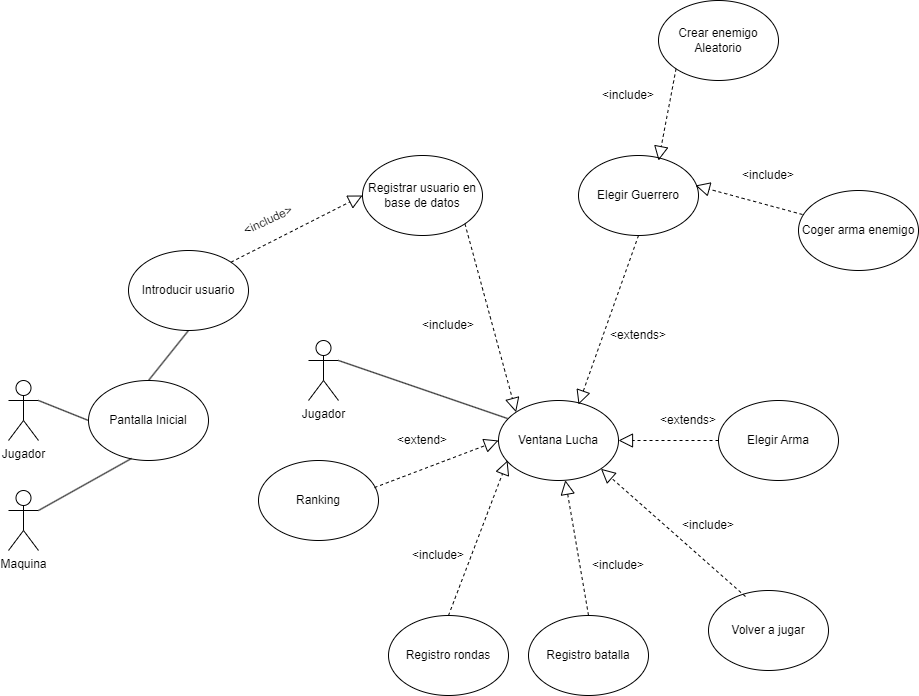 Crear enemigo
Aleatorio
<include>
Registrar usuario en
base de datos
Elegir Guerrero
<include>
<include>
Coger arma enemigo
Introducir usuario
<include>
<extends>
Jugador
Pantalla Inicial
Jugador
<extend>
Ventana Lucha
<extends>
Elegir Arma
Ranking
Maquina
<include>
<include>
<include>
Registro rondas
Registro batalla
Volver a jugar